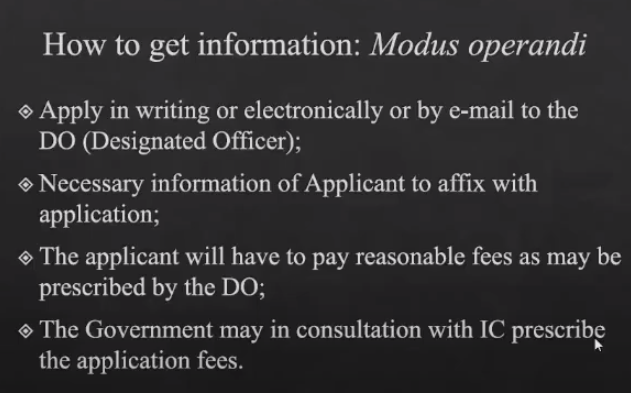 How to get information: Modus operandi
Apply in writing or electronically or by e-mail to the
DO (Designated Officer);
Necessary information of Applicant to affix with
application;
The applicant will have to pay reasonable fees as may be
prescribed by the DO;
The Government may in consultation with IC prescribe
the application fees.